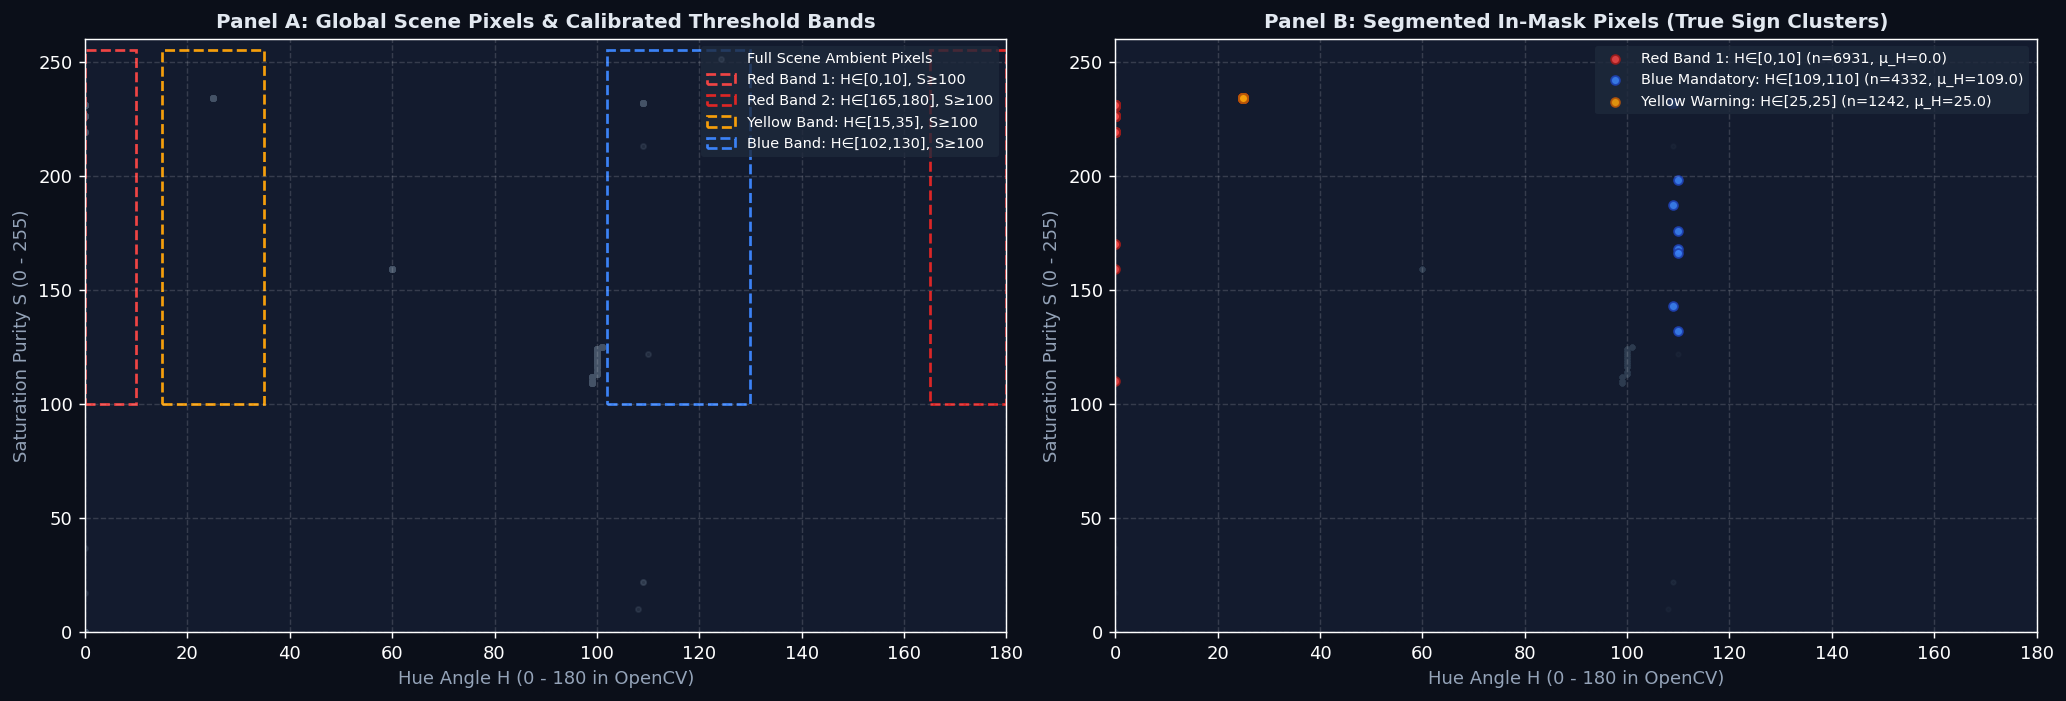 Panel A: Global Scene Pixels & Calibrated Threshold Bands
Full Scene Ambient Pixels
Red Band 1: H∈[0,10], S≥100
Red Band 2: H∈[165,180], S≥100
Yellow Band: H∈[15,35], S≥100
Blue Band: H∈[102,130], S≥100
Saturation Purity S (0 - 255)
250
200
150
100
50
0
0 20 40 60 80 100 120 140 160 180
Hue Angle H (0 - 180 in OpenCV)
Panel B: Segmented In-Mask Pixels (True Sign Clusters)
Red Band 1: H∈[0,10] (n=6931, μ_H=0.0)
Blue Mandatory: H∈[109,110] (n=4332, μ_H=109.0)
Yellow Warning: H∈[25,25] (n=1242, μ_H=25.0)
Saturation Purity S (0 - 255)
250
200
150
100
50
0
0 20 40 60 80 100 120 140 160 180
Hue Angle H (0 - 180 in OpenCV)